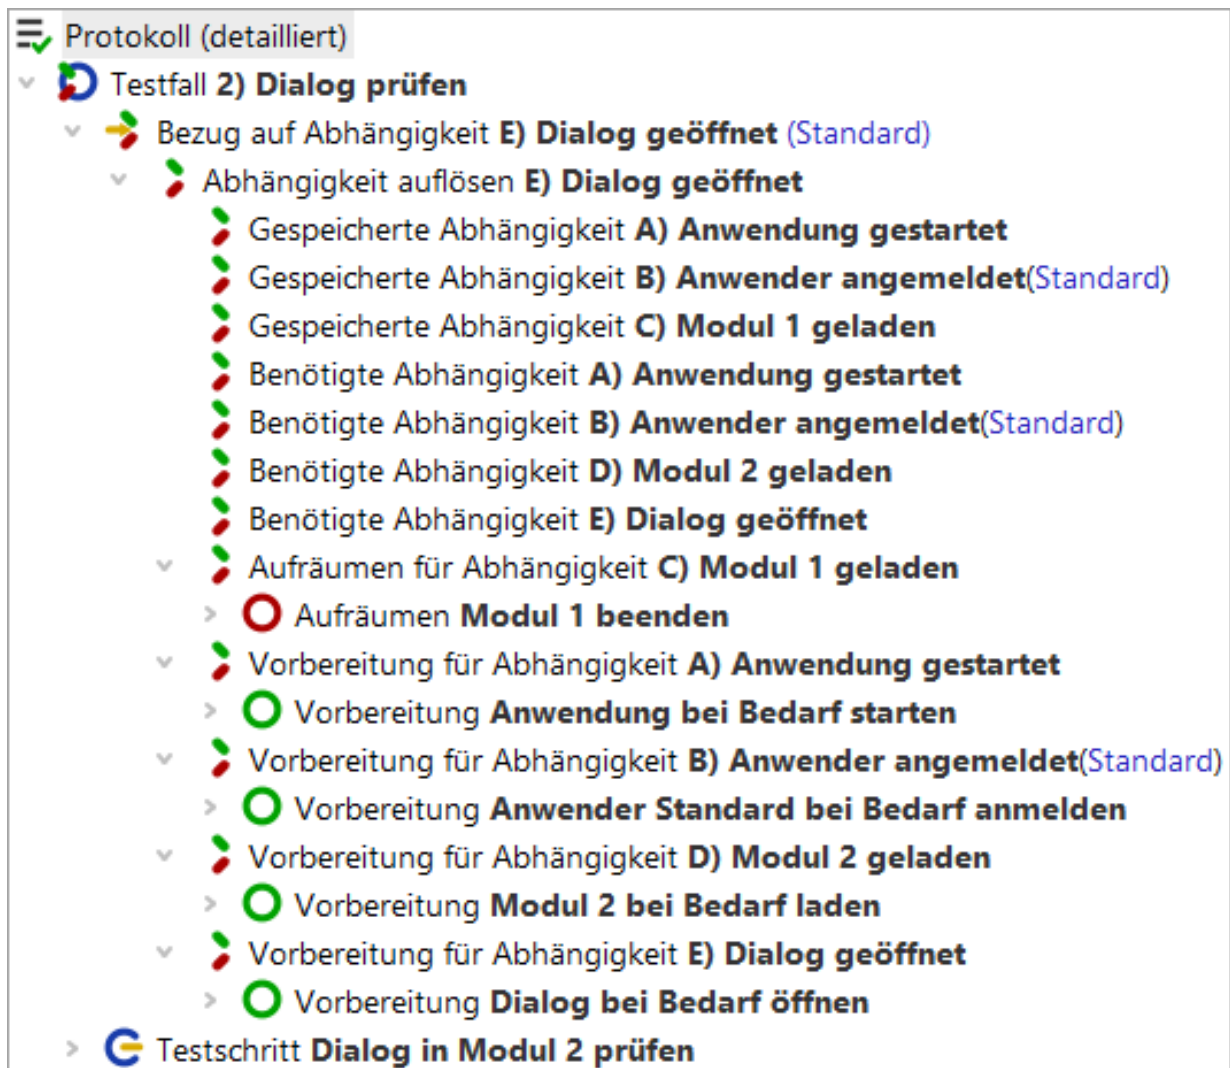 Protokoll (detailliert)
Testfall 2) Dialog prüfen
Bezug auf Abhängigkeit E) Dialog geöffnet (Standard)
Abhängigkeit auflösen E) Dialog geöffnet
Gespeicherte Abhängigkeit A) Anwendung gestartet
Gespeicherte Abhängigkeit B) Anwender angemeldet(Standard)
Gespeicherte Abhängigkeit C) Modul 1 geladen
Benötigte Abhängigkeit A) Anwendung gestartet
Benötigte Abhängigkeit B) Anwender angemeldet(Standard)
Benötigte Abhängigkeit D) Modul 2 geladen
Benötigte Abhängigkeit E) Dialog geöffnet
Aufräumen für Abhängigkeit C) Modul 1 geladen
Aufräumen Modul 1 beenden
Vorbereitung für Abhängigkeit A) Anwendung gestartet
Vorbereitung Anwendung bei Bedarf starten
Vorbereitung für Abhängigkeit B) Anwender angemeldet(Standard)
Vorbereitung Anwender Standard bei Bedarf anmelden
Vorbereitung für Abhängigkeit D) Modul 2 geladen
Vorbereitung Modul 2 bei Bedarf laden
Vorbereitung für Abhängigkeit E) Dialog geöffnet
Vorbereitung Dialog bei Bedarf öffnen
Testschritt Dialog in Modul 2 prüfen